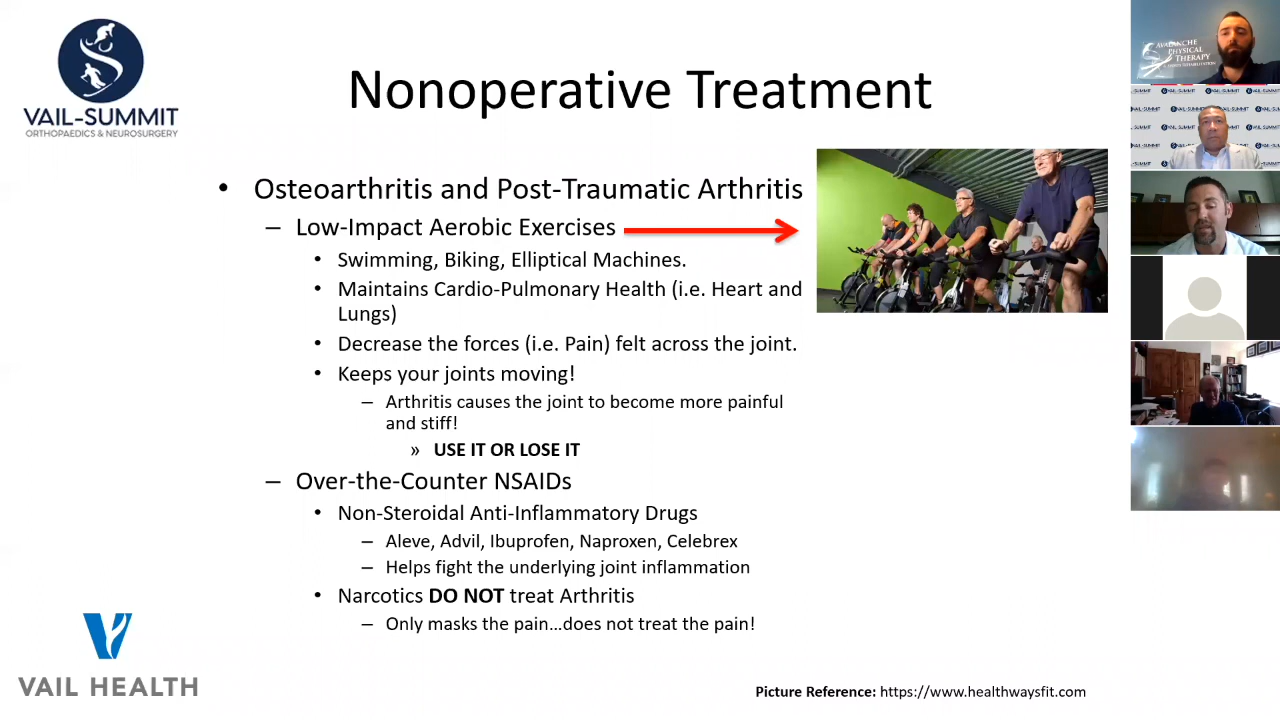 VAIL-SUMMIT
ORTHOPAEDICS & NEUROSURGERY
Nonoperative Treatment
• Osteoarthritis and Post-Traumatic Arthritis
– Low-Impact Aerobic Exercises
• Swimming, Biking, Elliptical Machines.
• Maintains Cardio-Pulmonary Health (i.e. Heart and
Lungs)
• Decrease the forces (i.e. Pain) felt across the joint.
• Keeps your joints moving!
– Arthritis causes the joint to become more painful
and stiff!
» USE IT OR LOSE IT
– Over-the-Counter NSAIDs
• Non-Steroidal Anti-Inflammatory Drugs
– Aleve, Advil, Ibuprofen, Naproxen, Celebrex
– Helps fight the underlying joint inflammation
• Narcotics DO NOT treat Arthritis
– Only masks the pain…does not treat the pain!
VAIL HEALTH
Picture Reference: https://www.healthwaysfit.com
AVALANCHE
PHYSICAL
THERAPY